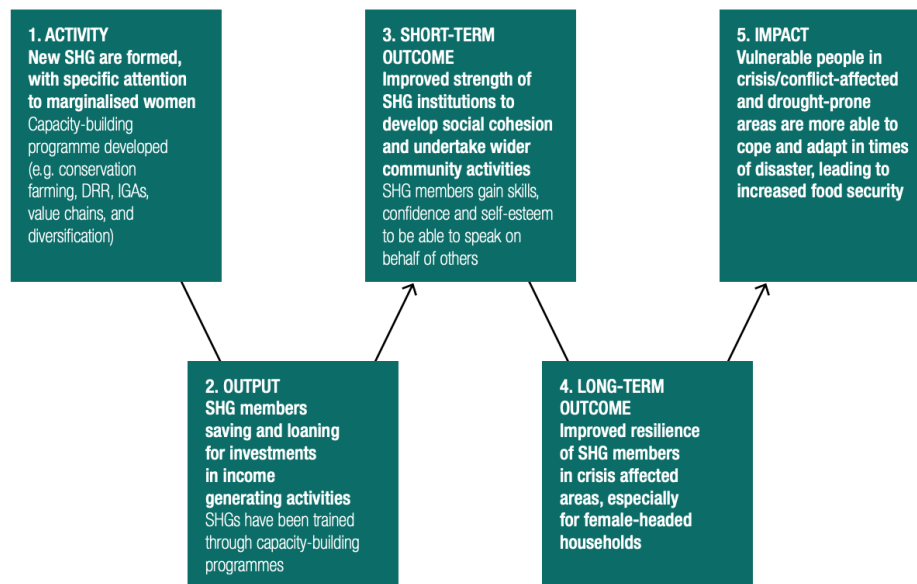 1. ACTIVITY
New SHG are formed,
with specific attention
to marginalised women
Capacity-building
programme developed
(e.g. conservation
farming, DRR, IGAs,
value chains, and
diversification)
2. OUTPUT
SHG members
saving and loaning
for investments
in income
generating activities
SHGs have been trained
through capacity-building
programmes
3. SHORT-TERM
OUTCOME
Improved strength of
SHG institutions to
develop social cohesion
and undertake wider
community activities
SHG members gain skills,
confidence and self-esteem
to be able to speak on
behalf of others
4. LONG-TERM
OUTCOME
Improved resilience
of SHG members
in crisis affected
areas, especially
for female-headed
households
5. IMPACT
Vulnerable people in
crisis/conflict-affected
and drought-prone
areas are more able to
cope and adapt in times
of disaster, leading to
increased food security